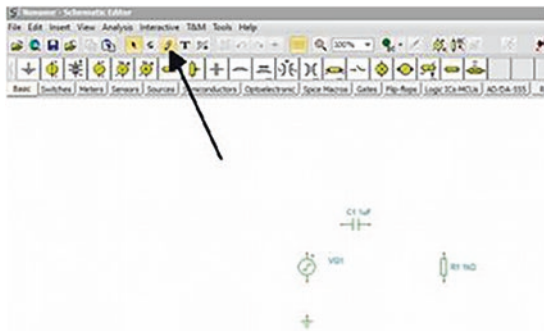 Noname - Schematic Editor
File Edit Insert View Analysis Interactive T&M Tools Help
100%
Basic Switches Meters Sensors Sources Semiconductors Optoelectronic Spice Macros Gates Flip-flops Logic ICs-MCUs AD-DA-555
C1 1uF
VG1
R1 1kΩ